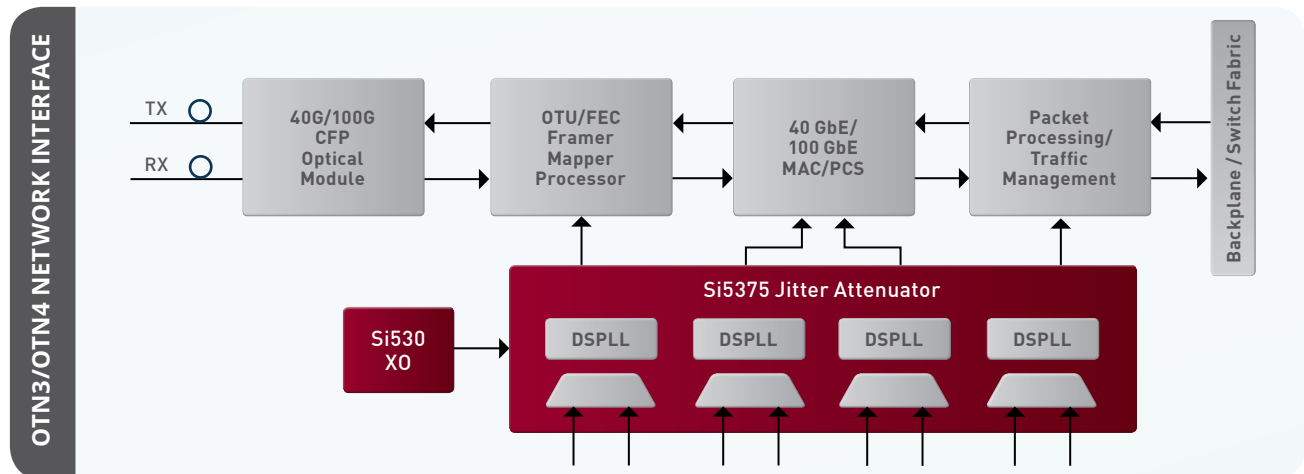 OTN3/OTN4 NETWORK INTERFACE
TX
RX
40G/100G
CFP
Optical
Module
OTU/FEC
Framer
Mapper
Processor
40 GbE/
100 GbE
MAC/PCS
Packet
Processing/
Traffic
Management
Backplane / Switch Fabric
Si5375 Jitter Attenuator
Si530
XO
DSPLL
DSPLL
DSPLL
DSPLL